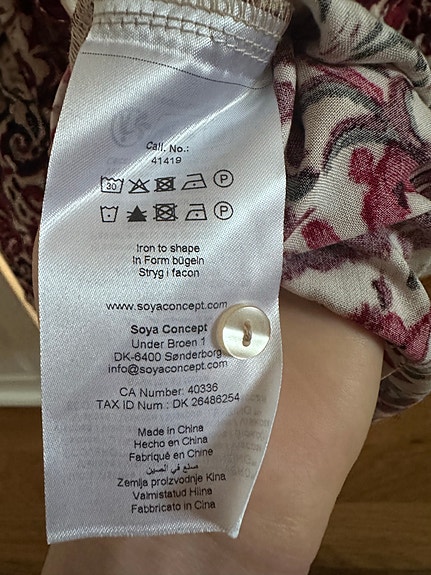 Call. No.:
41419
30 P
P
Iron to shape
In Form bügeln
Stryg i facon
www.soyaconcept.com
Soya Concept
Under Broen 1
DK-6400 Sønderborg
info@soyaconcept.com
CA Number: 40336
TAX ID Num : DK 26486254
Made in China
Hecho en China
Fabriqué en Chine
صنع في الصين
Zemlja proizvodnje Kina
Valmistatud Hiina
Fabbricato in Cina